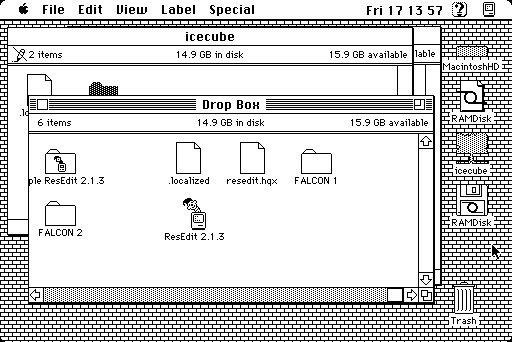 File Edit View Label Special Fri 17 13 57
icecube
2 items 14.9 GB in disk 15.9 GB available
lable
MacintoshHD
Drop Box
6 items 14.9 GB in disk 15.9 GB available
RAMDisk
ple ResEdit 2.1.3 .localized resedit.hqx FALCON 1
icecube
FALCON 2 ResEdit 2.1.3
RAMDisk
Trash